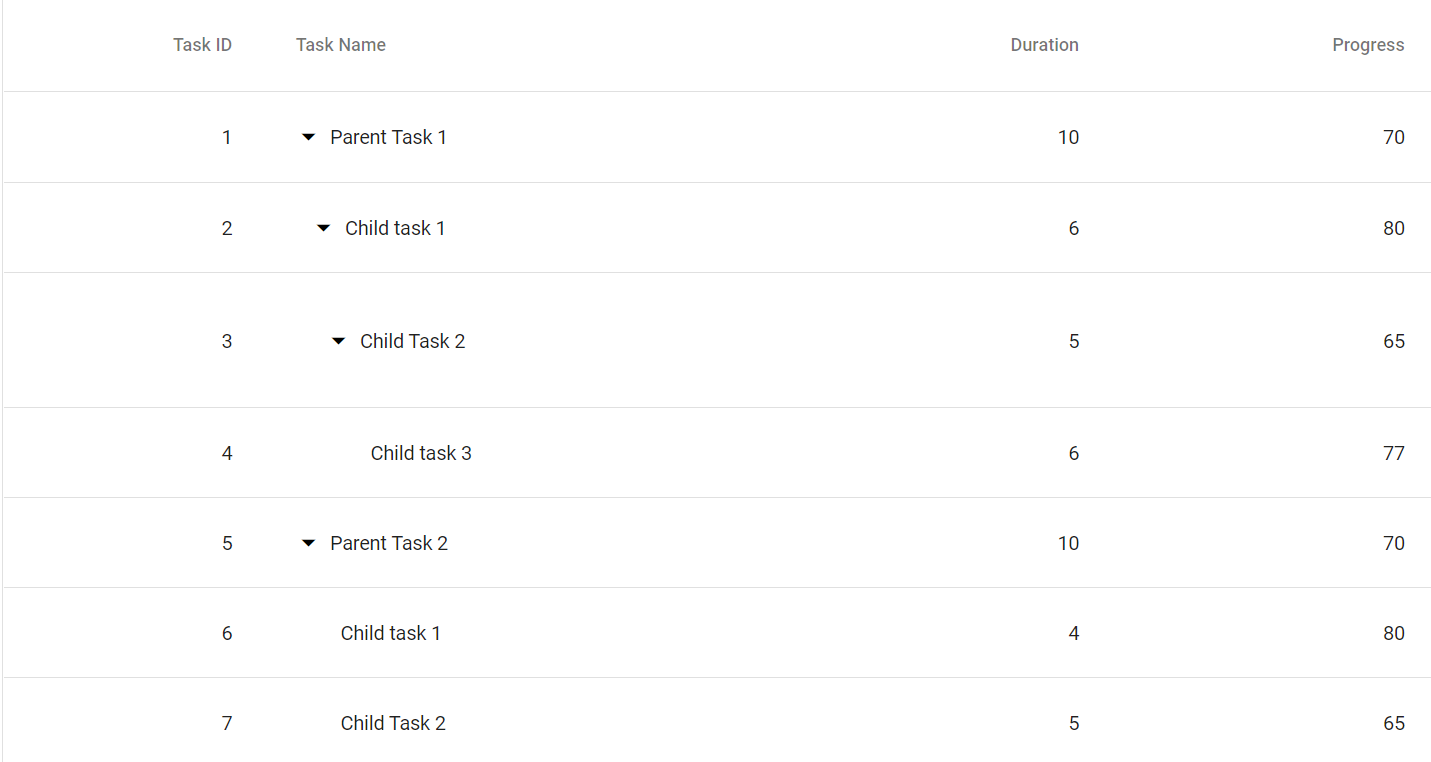 Task ID Task Name Duration Progress
1 Parent Task 1 10 70
2 Child task 1 6 80
3 Child Task 2 5 65
4 Child task 3 6 77
5 Parent Task 2 10 70
6 Child task 1 4 80
7 Child Task 2 5 65